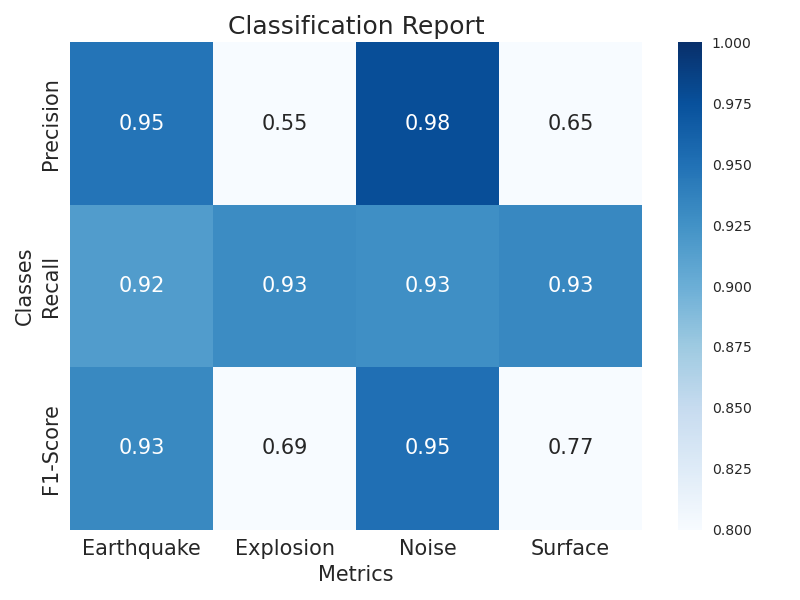 Classification Report
Classes
Precision
0.95 0.55 0.98 0.65
Recall
0.92 0.93 0.93 0.93
F1-Score
0.93 0.69 0.95 0.77
Earthquake Explosion Noise Surface
Metrics
1.000
0.975
0.950
0.925
0.900
0.875
0.850
0.825
0.800